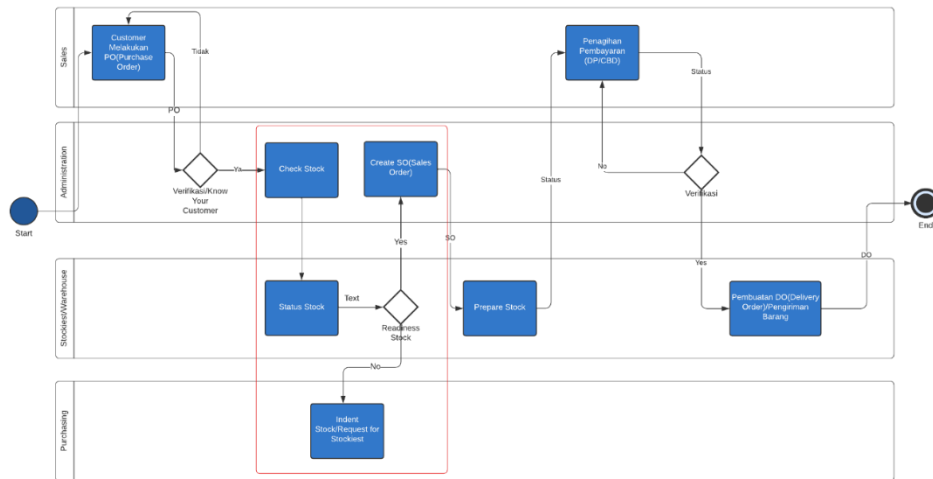 Sales
Customer
Melakukan
PO(Purchase
Order)
Tidak
PO
Penagihan
Pembayaran
(DP/CBD)
Status
Administration
Verifikasi/Know
Your
Customer
Ya
Check Stock
Create SO(Sales
Order)
Status
No
Verifikasi
Start
End
Yes
SO
DO
Stockiest/Warehouse
Status Stock
Text
Readiness
Stock
Prepare Stock
Yes
Pembuatan DO(Delivery
Order)/Pengiriman
Barang
No
Purchasing
Indent
Stock/Request for
Stockiest